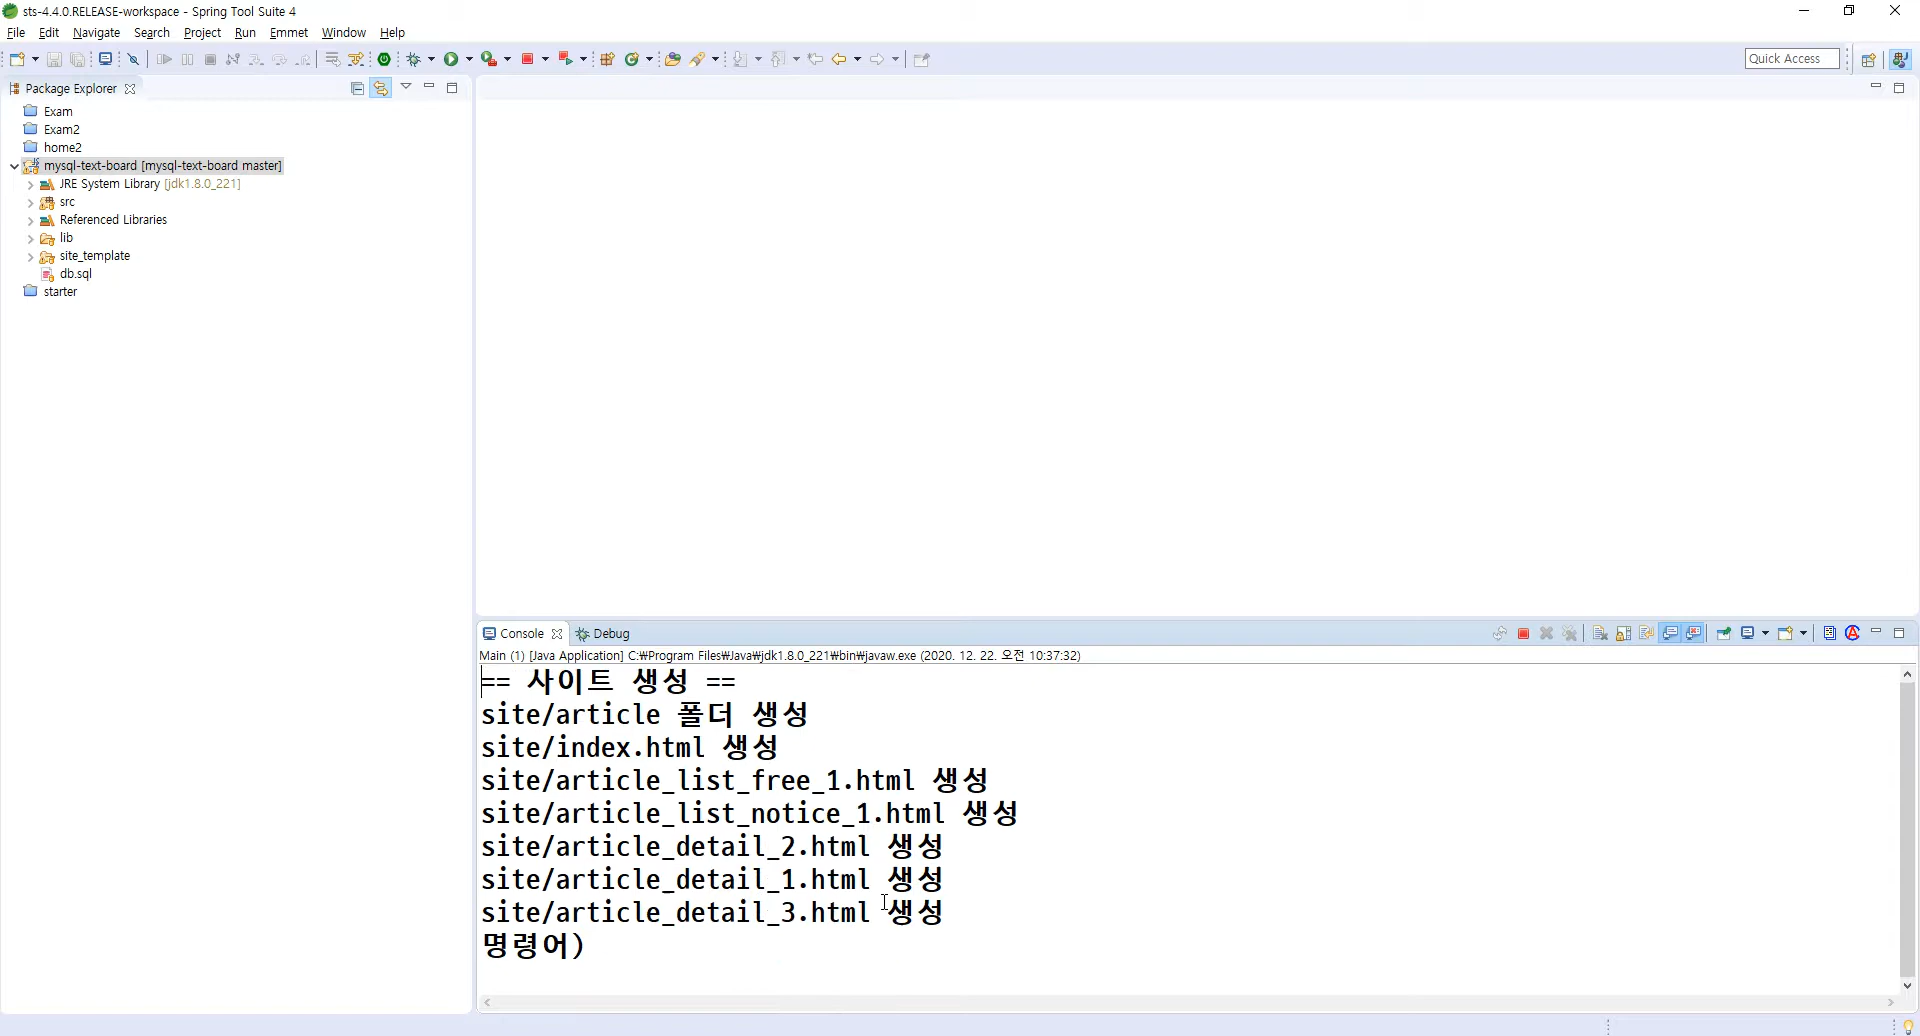 sts-4.4.0.RELEASE-workspace - Spring Tool Suite 4
File Edit Navigate Search Project Run Emmet Window Help
Quick Access
Package Explorer
Exam
Exam2
home2
mysql-text-board [mysql-text-board master]
JRE System Library [jdk1.8.0_221]
src
Referenced Libraries
lib
site_template
db.sql
starter
Console Debug
Main (1) [Java Application] C:₩Program Files₩Java₩jdk1.8.0_221₩bin₩javaw.exe (2020. 12. 22. 오전 10:37:32)
== 사이트 생성 ==
site/article 폴더 생성
site/index.html 생성
site/article_list_free_1.html 생성
site/article_list_notice_1.html 생성
site/article_detail_2.html 생성
site/article_detail_1.html 생성
site/article_detail_3.html 생성
명령어)